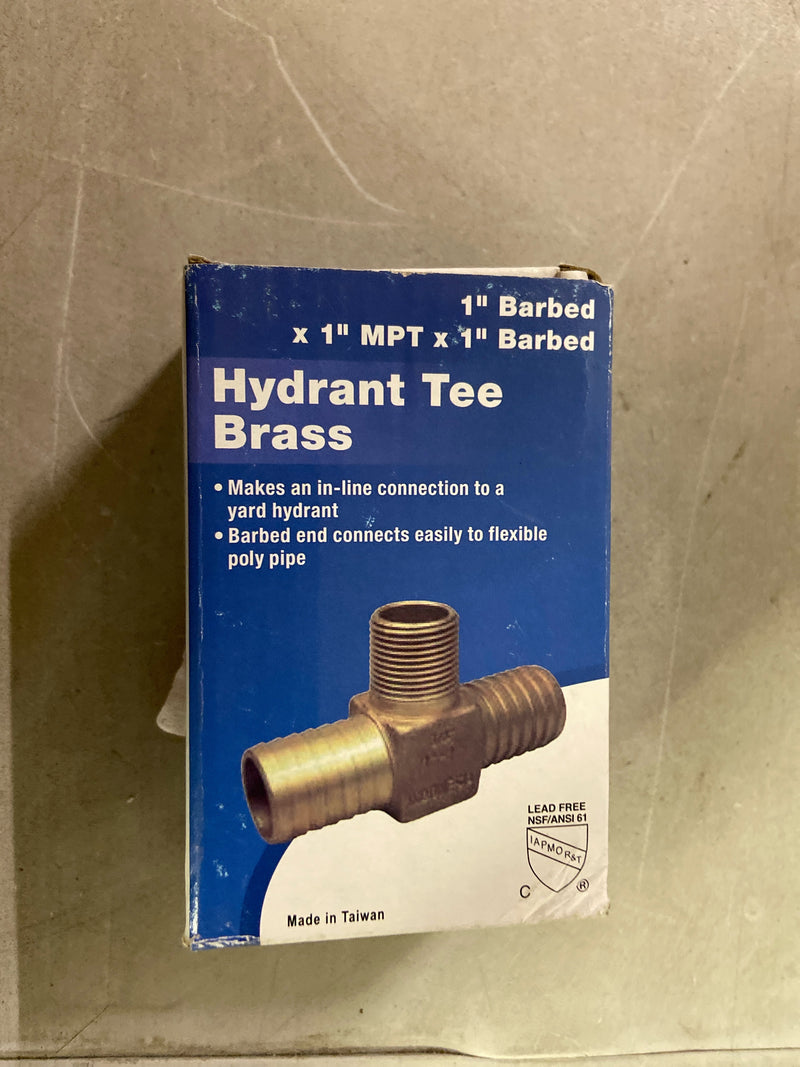 1" Barbed
x 1" MPT x 1" Barbed
Hydrant Tee
Brass
• Makes an in-line connection to a
yard hydrant
• Barbed end connects easily to flexible
poly pipe
LEAD FREE
NSF/ANSI 61
IAPMO R&T
C ®
Made in Taiwan